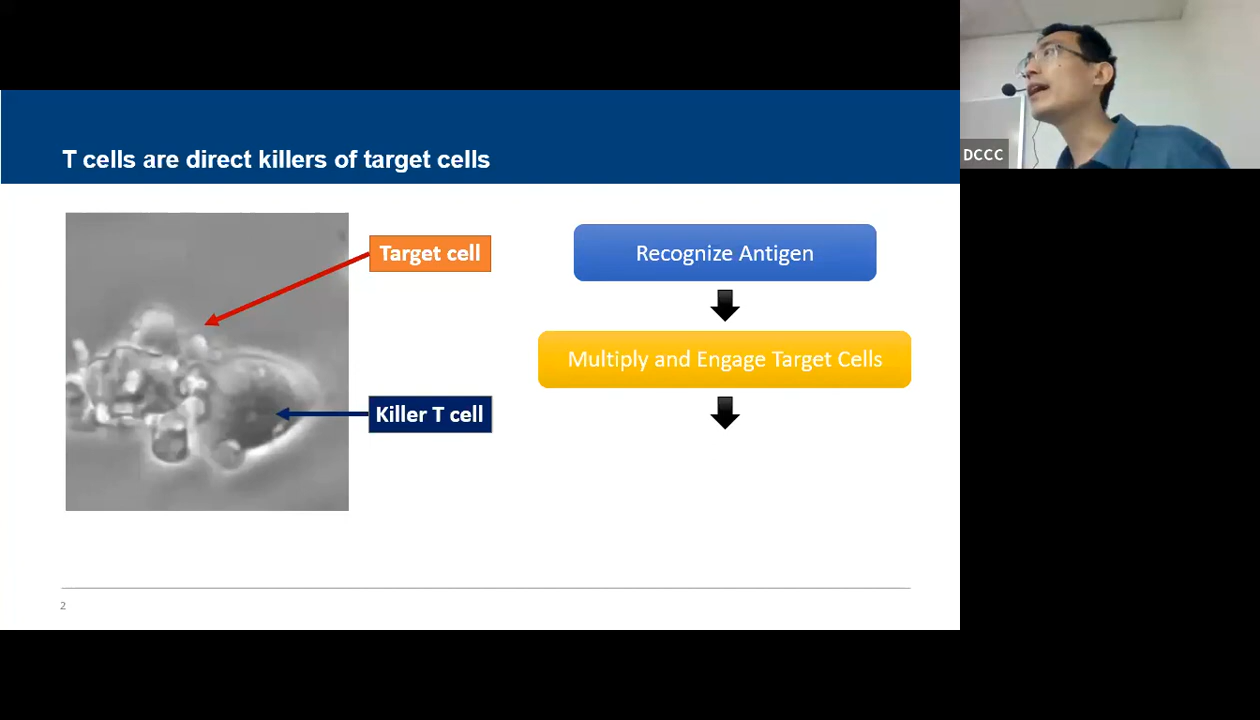 T cells are direct killers of target cells
Target cell
Killer T cell
Recognize Antigen
Multiply and Engage Target Cells
2
DCCC